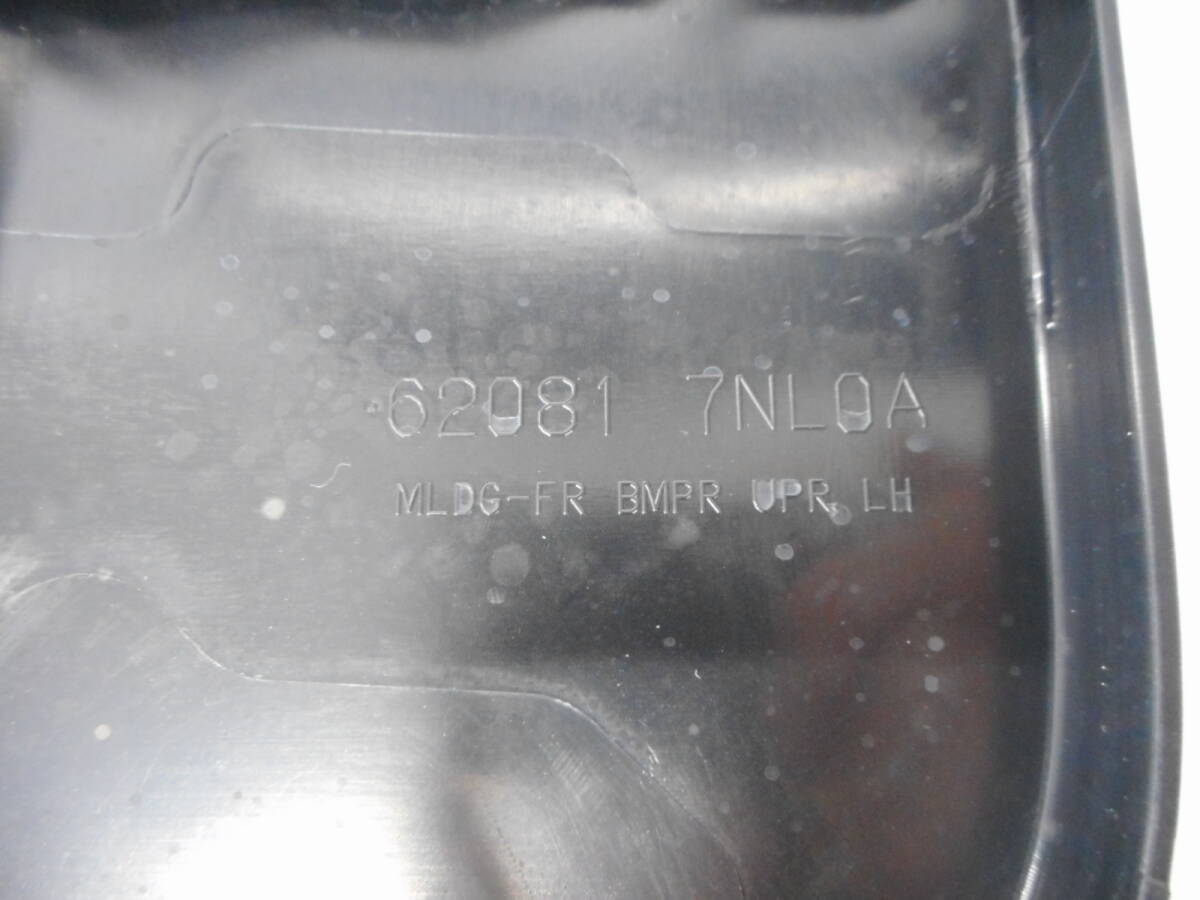 62081 7NL0A
MLDG-FR BMPR UPR LH